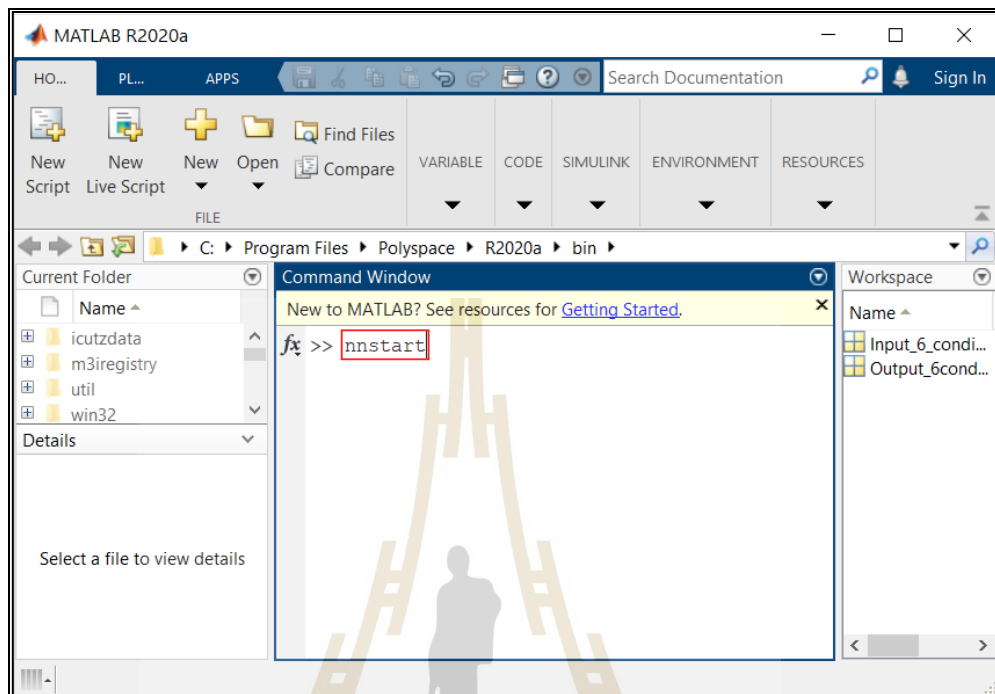 MATLAB R2020a
HO... PL... APPS Search Documentation Sign In
New Script
New Live Script
New
Open
Find Files
Compare
FILE
VARIABLE
CODE
SIMULINK
ENVIRONMENT
RESOURCES
C: Program Files Polyspace R2020a bin
Current Folder
Name
icutzdata
m3iregistry
util
win32
Details
Select a file to view details
Command Window
New to MATLAB? See resources for Getting Started.
fx >> nnstart
Workspace
Name
Input_6_condi...
Output_6cond...